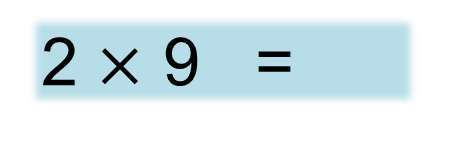 2 × 9 =